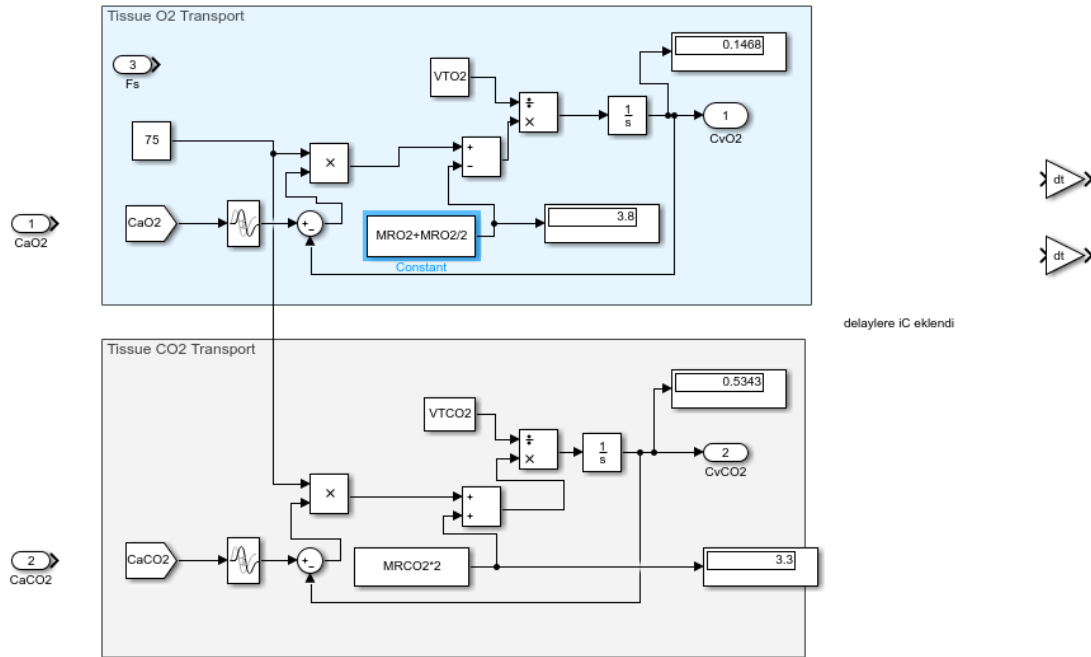 Tissue O2 Transport
3
Fs
VTO2
0.1468
÷
×
1
s
1
CvO2
75
×
+
−
dt
1
CaO2
CaO2
+
−
MRO2+MRO2/2
Constant
3.8
dt
delaylere iC eklendi
Tissue CO2 Transport
0.5343
VTCO2
÷
×
1
s
2
CvCO2
×
+
+
2
CaCO2
CaCO2
+
−
MRCO2*2
3.3